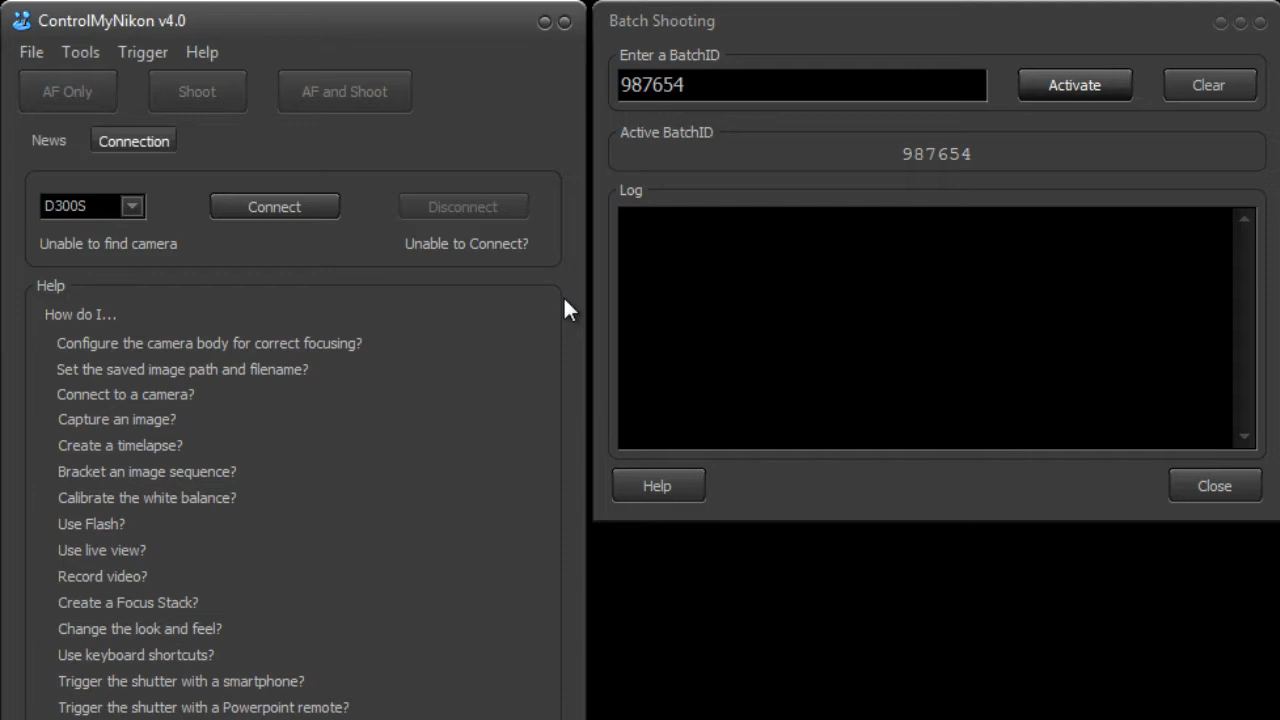 ControlMyNikon v4.0
File Tools Trigger Help
AF Only Shoot AF and Shoot
News Connection
D300S Connect Disconnect
Unable to find camera Unable to Connect?
Help
How do I...
Configure the camera body for correct focusing?
Set the saved image path and filename?
Connect to a camera?
Capture an image?
Create a timelapse?
Bracket an image sequence?
Calibrate the white balance?
Use Flash?
Use live view?
Record video?
Create a Focus Stack?
Change the look and feel?
Use keyboard shortcuts?
Trigger the shutter with a smartphone?
Trigger the shutter with a Powerpoint remote?
Batch Shooting
Enter a BatchID
987654 Activate Clear
Active BatchID
987654
Log
Help Close